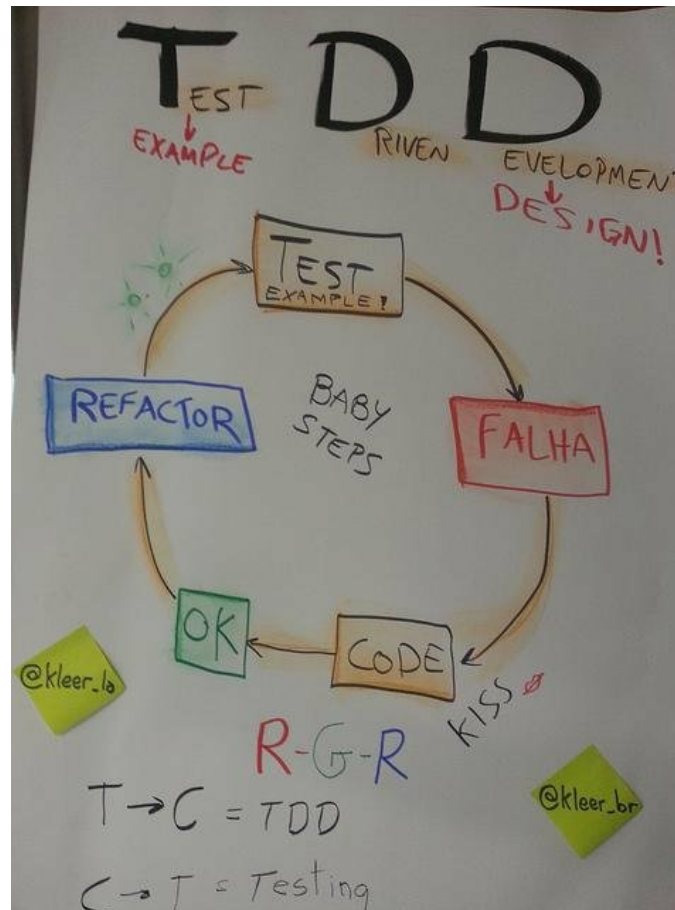 TEST DRIVEN DEVELOPMENT
EXAMPLE
DESIGN!
TEST
EXAMPLE!
REFACTOR
BABY
STEPS
FALHA
OK
CODE
KISS
@kleer_la
R-G-R
@kleer_br
T→C = TDD
C→T = Testing